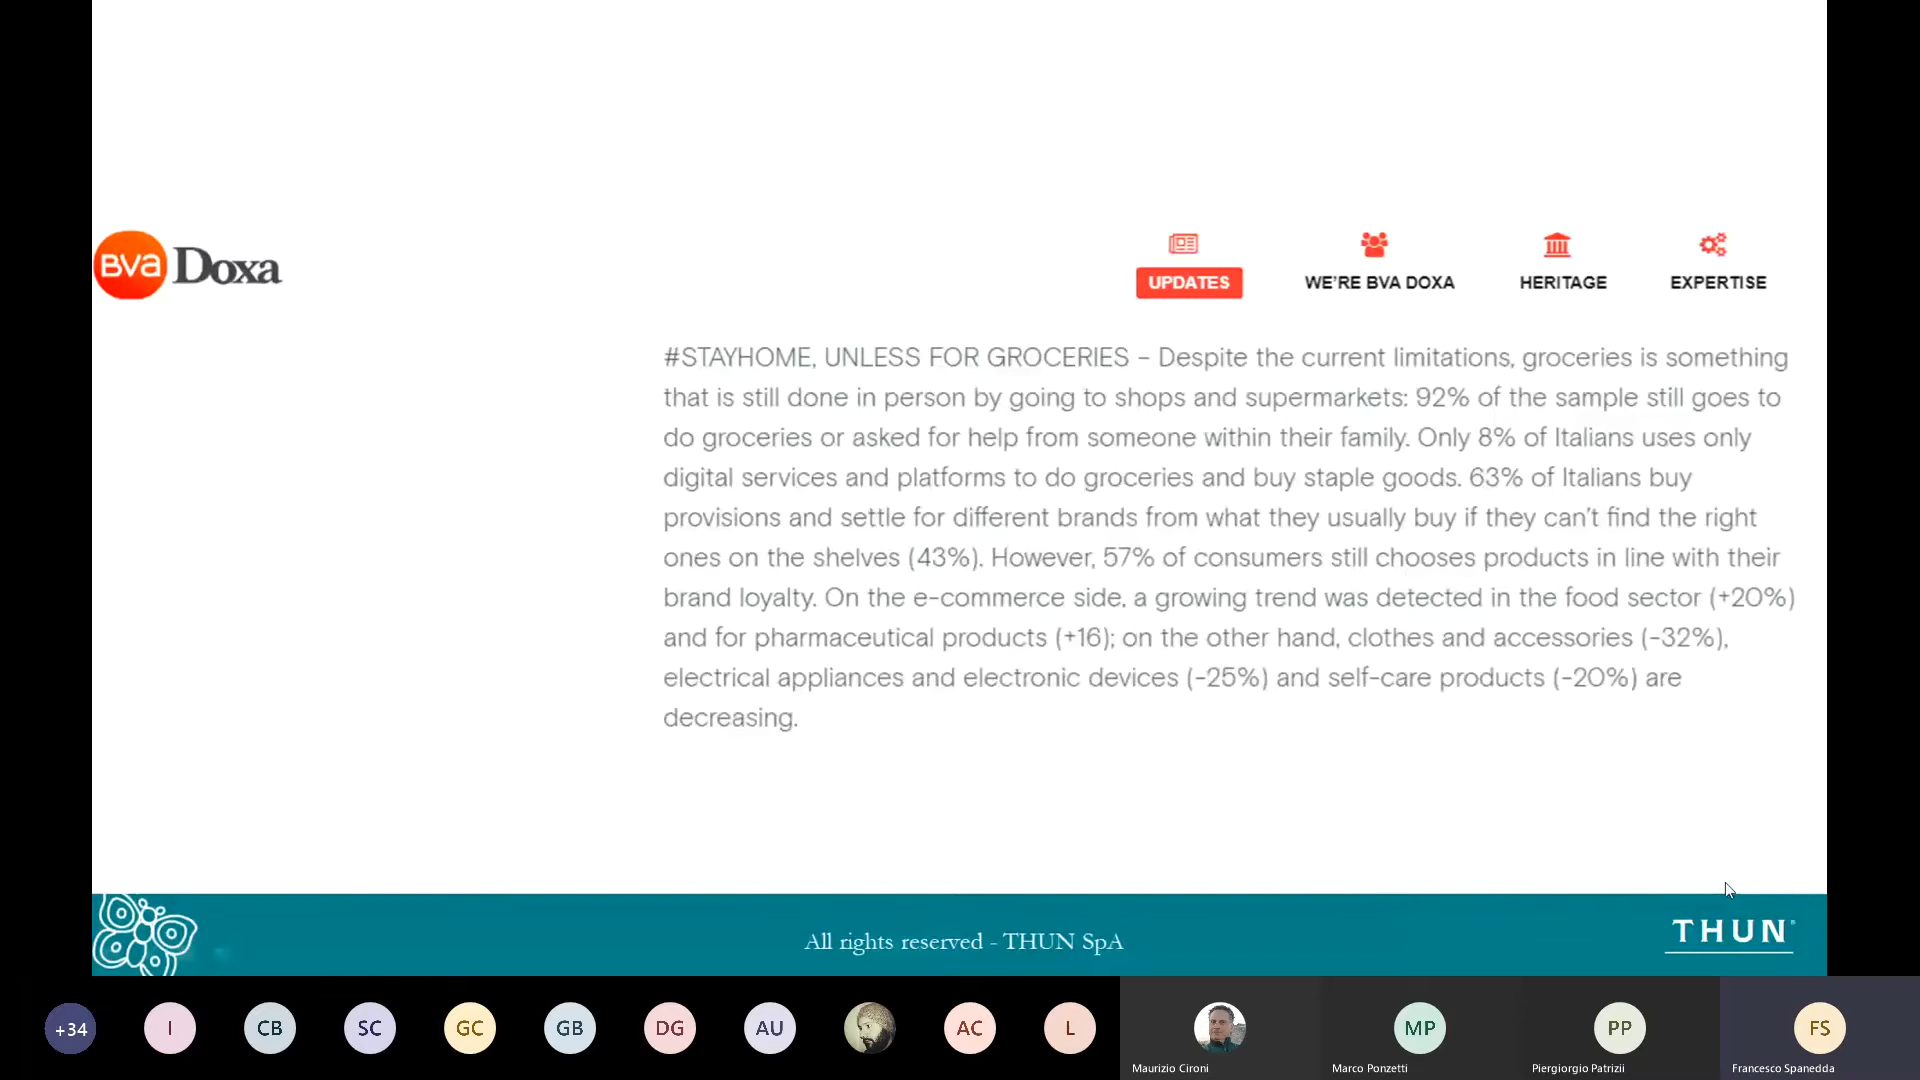 BVa Doxa
UPDATES
WE'RE BVA DOXA
HERITAGE
EXPERTISE
#STAYHOME, UNLESS FOR GROCERIES – Despite the current limitations, groceries is something
that is still done in person by going to shops and supermarkets: 92% of the sample still goes to
do groceries or asked for help from someone within their family. Only 8% of Italians uses only
digital services and platforms to do groceries and buy staple goods. 63% of Italians buy
provisions and settle for different brands from what they usually buy if they can't find the right
ones on the shelves (43%). However, 57% of consumers still chooses products in line with their
brand loyalty. On the e-commerce side, a growing trend was detected in the food sector (+20%)
and for pharmaceutical products (+16); on the other hand, clothes and accessories (-32%),
electrical appliances and electronic devices (-25%) and self-care products (-20%) are
decreasing.
All rights reserved - THUN SpA
THUN
+34
I
CB
SC
GC
GB
DG
AU
AC
L
MP
PP
FS
Maurizio Cironi
Marco Ponzetti
Piergiorgio Patrizii
Francesco Spanedda